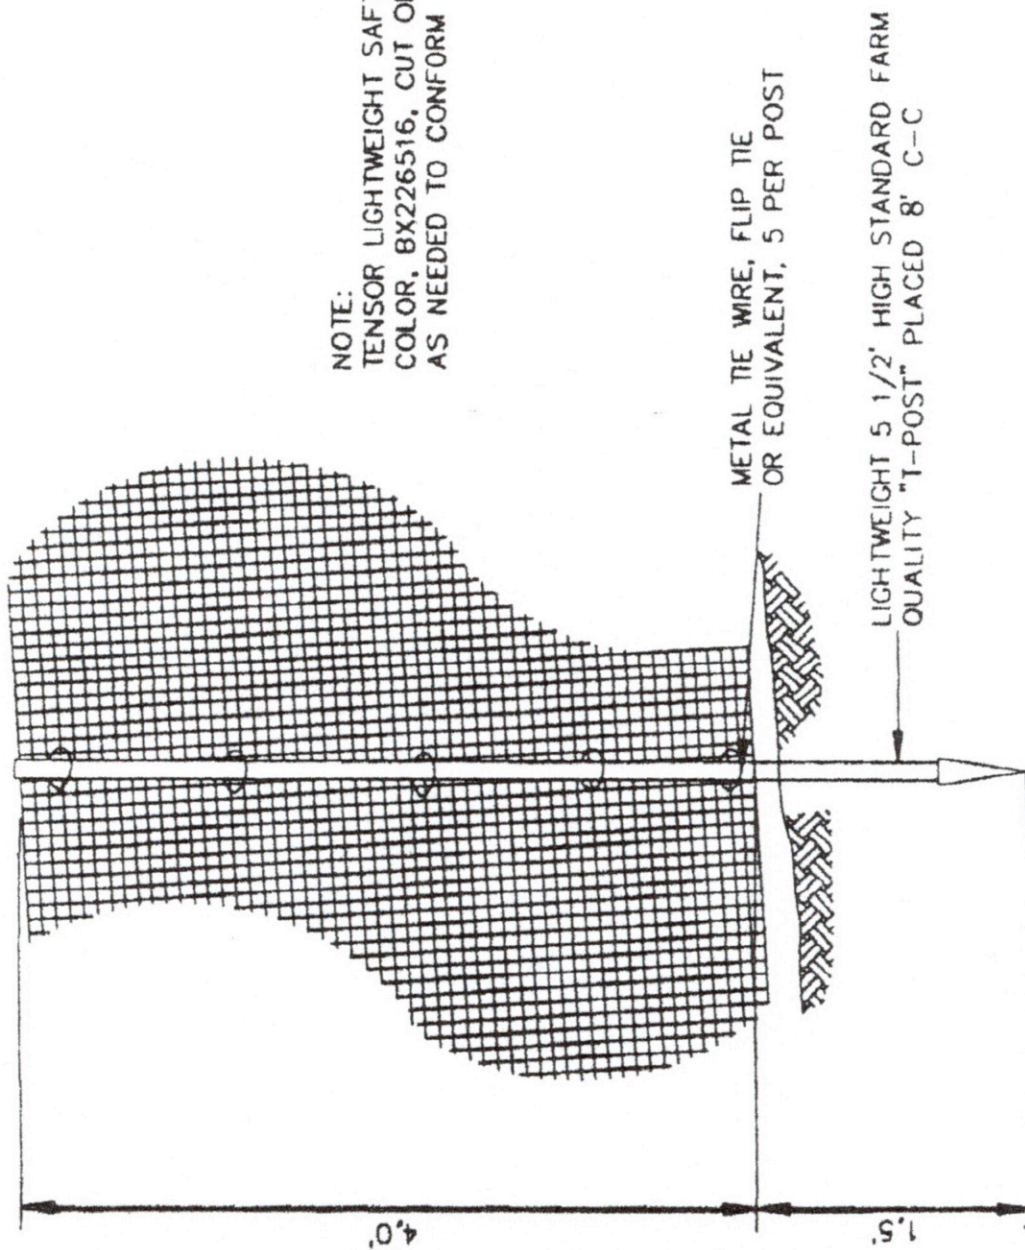 NOTE:
TENSOR LIGHTWEIGHT SAF
COLOR, BX226516, CUT O
AS NEEDED TO CONFORM
METAL TIE WIRE, FLIP TIE
OR EQUIVALENT, 5 PER POST
LIGHTWEIGHT 5 1/2' HIGH STANDARD FARM
QUALITY "T-POST" PLACED 8' C-C
4.0'
1.5'